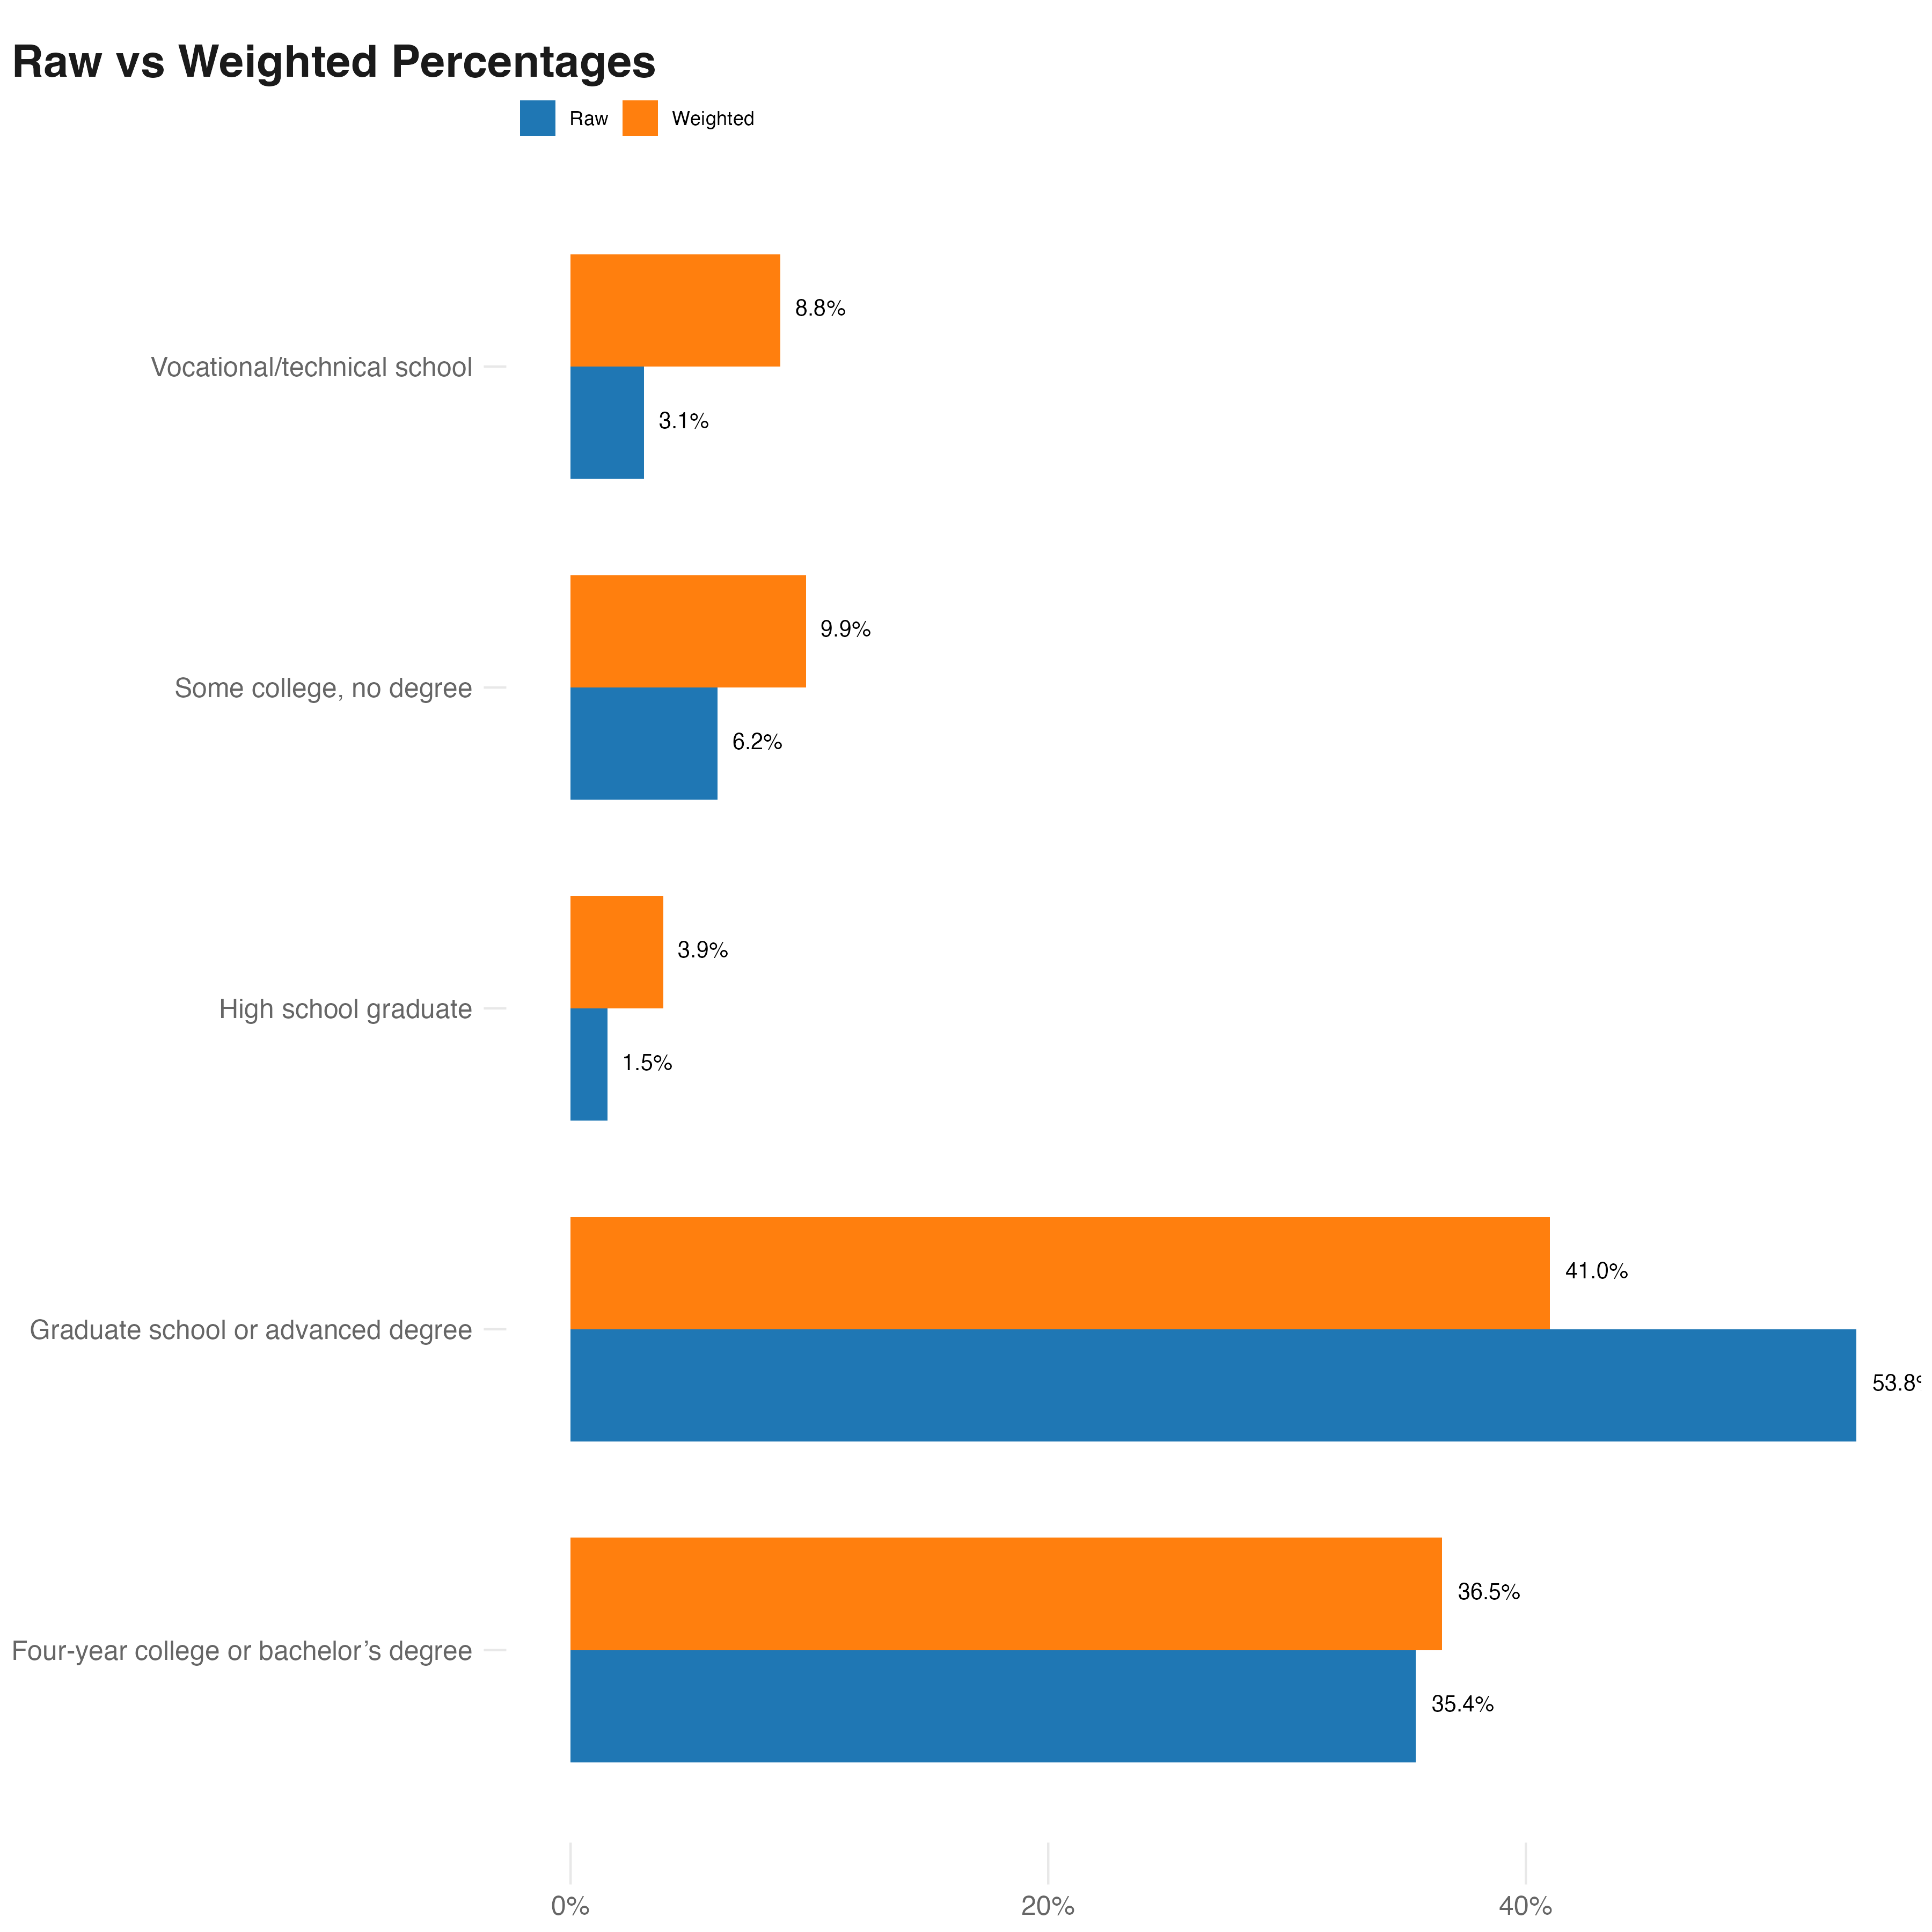 Raw vs Weighted Percentages
Raw Weighted
8.8%
Vocational/technical school
3.1%
9.9%
Some college, no degree
6.2%
3.9%
High school graduate
1.5%
41.0%
Graduate school or advanced degree
53.8%
36.5%
Four-year college or bachelor’s degree
35.4%
0% 20% 40%